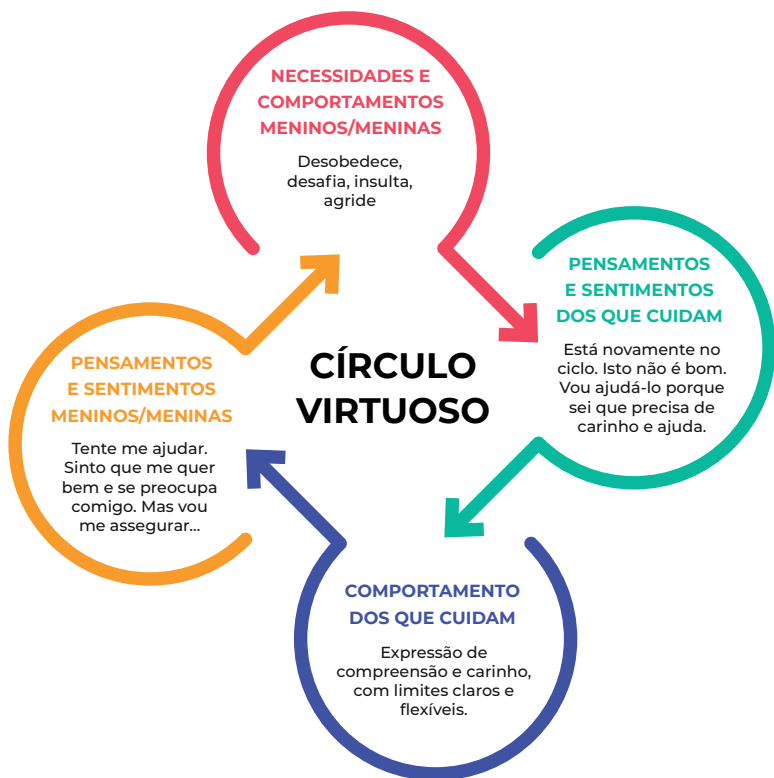 NECESSIDADES E
COMPORTAMENTOS
MENINOS/MENINAS
Desobedece,
desafia, insulta,
agride
PENSAMENTOS
E SENTIMENTOS
DOS QUE CUIDAM
Está novamente no
ciclo. Isto não é bom.
Vou ajudá-lo porque
sei que precisa de
carinho e ajuda.
CÍRCULO
VIRTUOSO
PENSAMENTOS
E SENTIMENTOS
MENINOS/MENINAS
Tente me ajudar.
Sinto que me quer
bem e se preocupa
comigo. Mas vou
me assegurar...
COMPORTAMENTO
DOS QUE CUIDAM
Expressão de
compreensão e carinho,
com limites claros e
flexíveis.